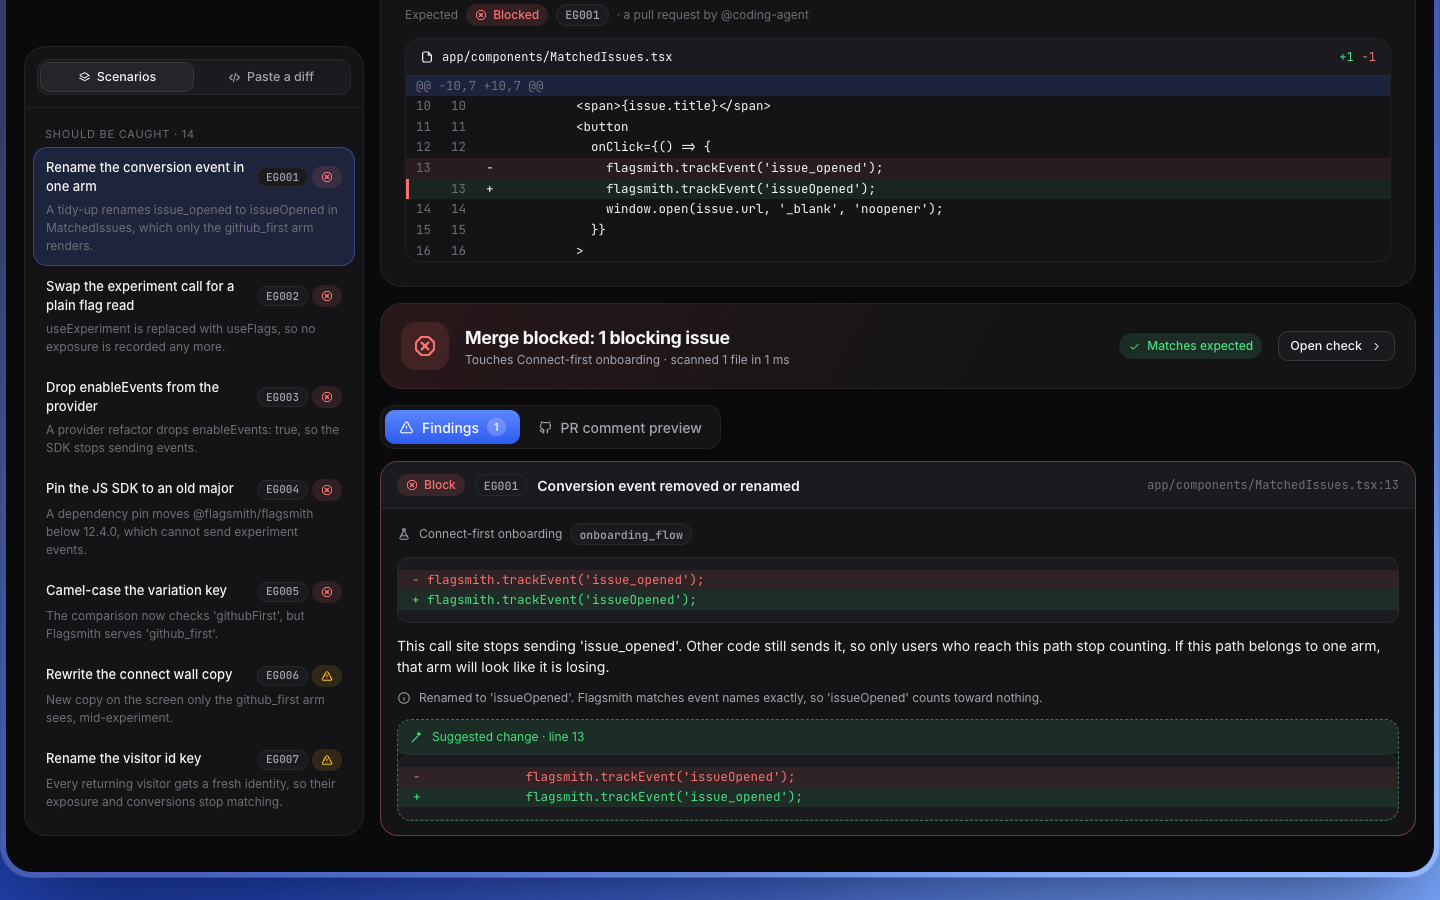 Expected Blocked EG001 · a pull request by @coding-agent
Scenarios
Paste a diff
SHOULD BE CAUGHT · 14
Rename the conversion event in
one arm
EG001
A tidy-up renames issue_opened to issueOpened in
MatchedIssues, which only the github_first arm
renders.
Swap the experiment call for a
plain flag read
EG002
useExperiment is replaced with useFlags, so no
exposure is recorded any more.
Drop enableEvents from the
provider
EG003
A provider refactor drops enableEvents: true, so the
SDK stops sending events.
Pin the JS SDK to an old major
EG004
A dependency pin moves @flagsmith/flagsmith
below 12.4.0, which cannot send experiment
events.
Camel-case the variation key
EG005
The comparison now checks 'githubFirst', but
Flagsmith serves 'github_first'.
Rewrite the connect wall copy
EG006
New copy on the screen only the github_first arm
sees, mid-experiment.
Rename the visitor id key
EG007
Every returning visitor gets a fresh identity, so their
exposure and conversions stop matching.
app/components/MatchedIssues.tsx +1 -1
@@ -10,7 +10,7 @@
10 10 <span>{issue.title}</span>
11 11 <button
12 12 onClick={() => {
13 - flagsmith.trackEvent('issue_opened');
13 + flagsmith.trackEvent('issueOpened');
14 14 window.open(issue.url, '_blank', 'noopener');
15 15 }}
16 16 >
Merge blocked: 1 blocking issue
Touches Connect-first onboarding · scanned 1 file in 1 ms
Matches expected
Open check
Findings 1
PR comment preview
Block EG001 Conversion event removed or renamed app/components/MatchedIssues.tsx:13
Connect-first onboarding onboarding_flow
- flagsmith.trackEvent('issue_opened');
+ flagsmith.trackEvent('issueOpened');
This call site stops sending 'issue_opened'. Other code still sends it, so only users who reach this path stop counting. If this path belongs to one arm,
that arm will look like it is losing.
Renamed to 'issueOpened'. Flagsmith matches event names exactly, so 'issueOpened' counts toward nothing.
Suggested change · line 13
- flagsmith.trackEvent('issueOpened');
+ flagsmith.trackEvent('issue_opened');